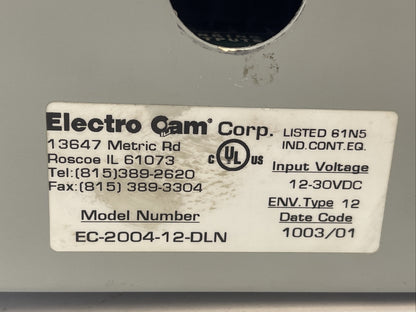 Electro Cam® Corp.
13647 Metric Rd
Roscoe IL 61073
Tel:(815)389-2620
Fax:(815) 389-3304
Model Number
EC-2004-12-DLN
C UL US
LISTED 61N5
IND.CONT.EQ.
Input Voltage
12-30VDC
ENV. Type 12
Date Code
1003/01